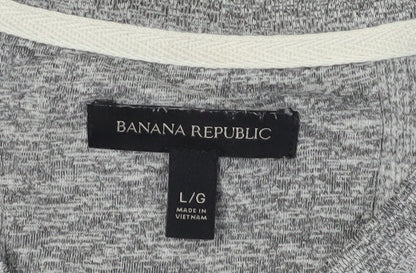 BANANA REPUBLIC
L/G
MADE IN
VIETNAM